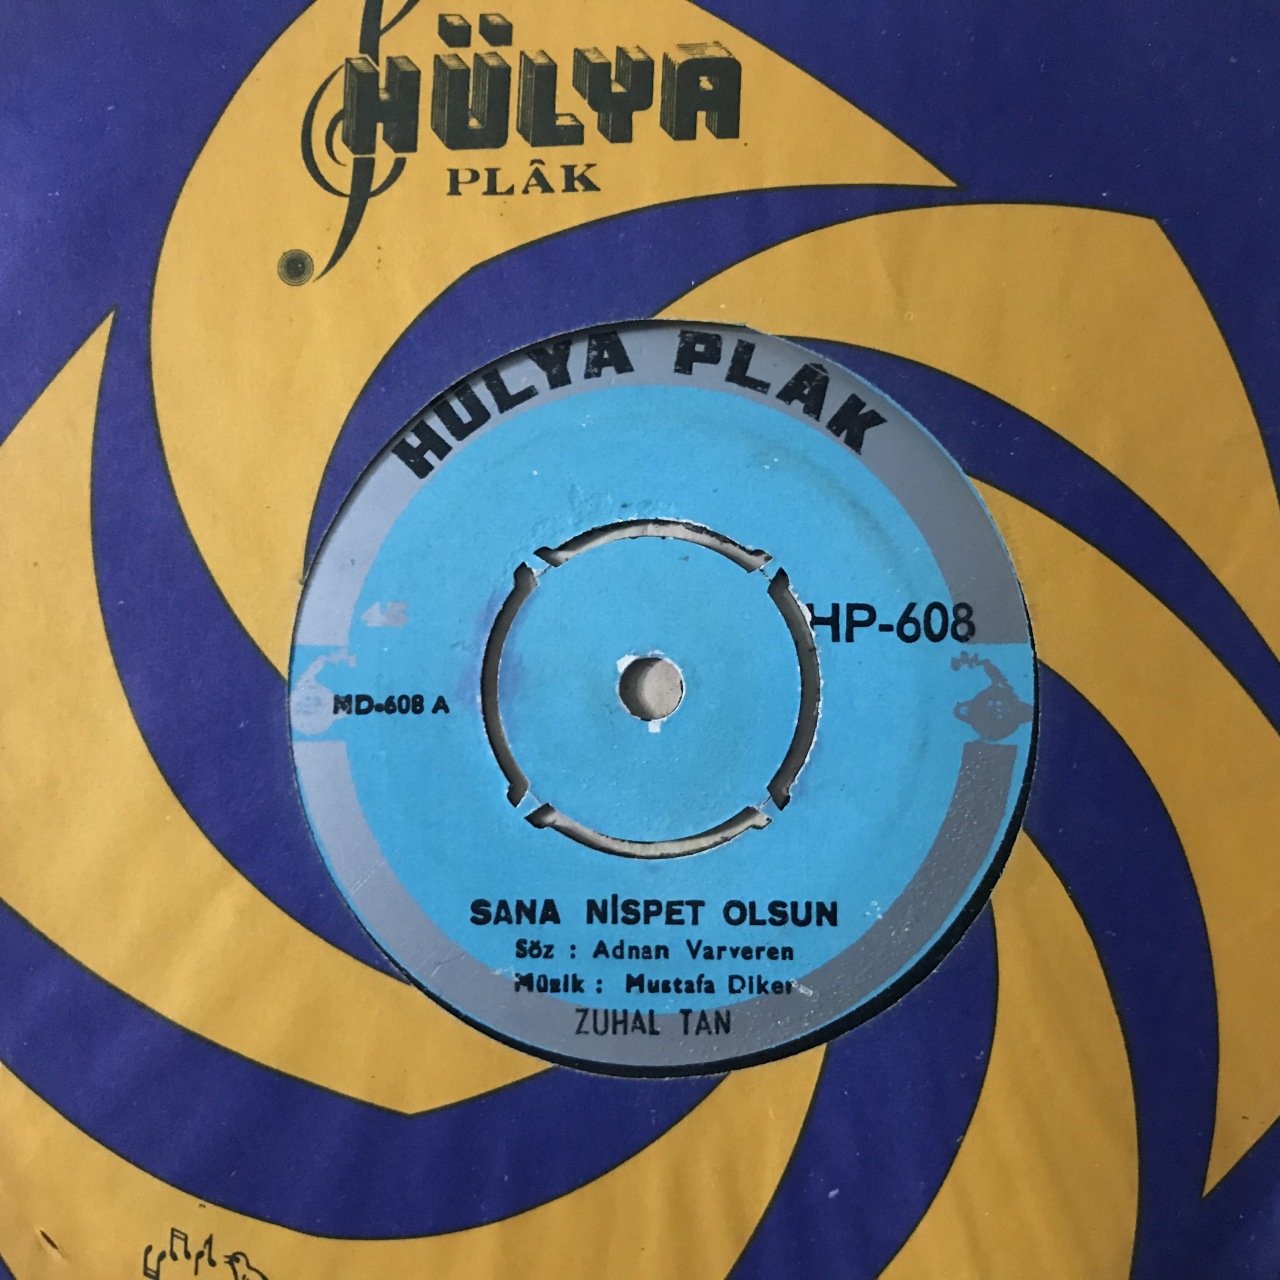 HÜLYA
PLÂK
HÜLYA PLÂK
45
HP-608
MD-608 A
SANA NİSPET OLSUN
Söz : Adnan Varveren
Müzik : Mustafa Diker
ZUHAL TAN